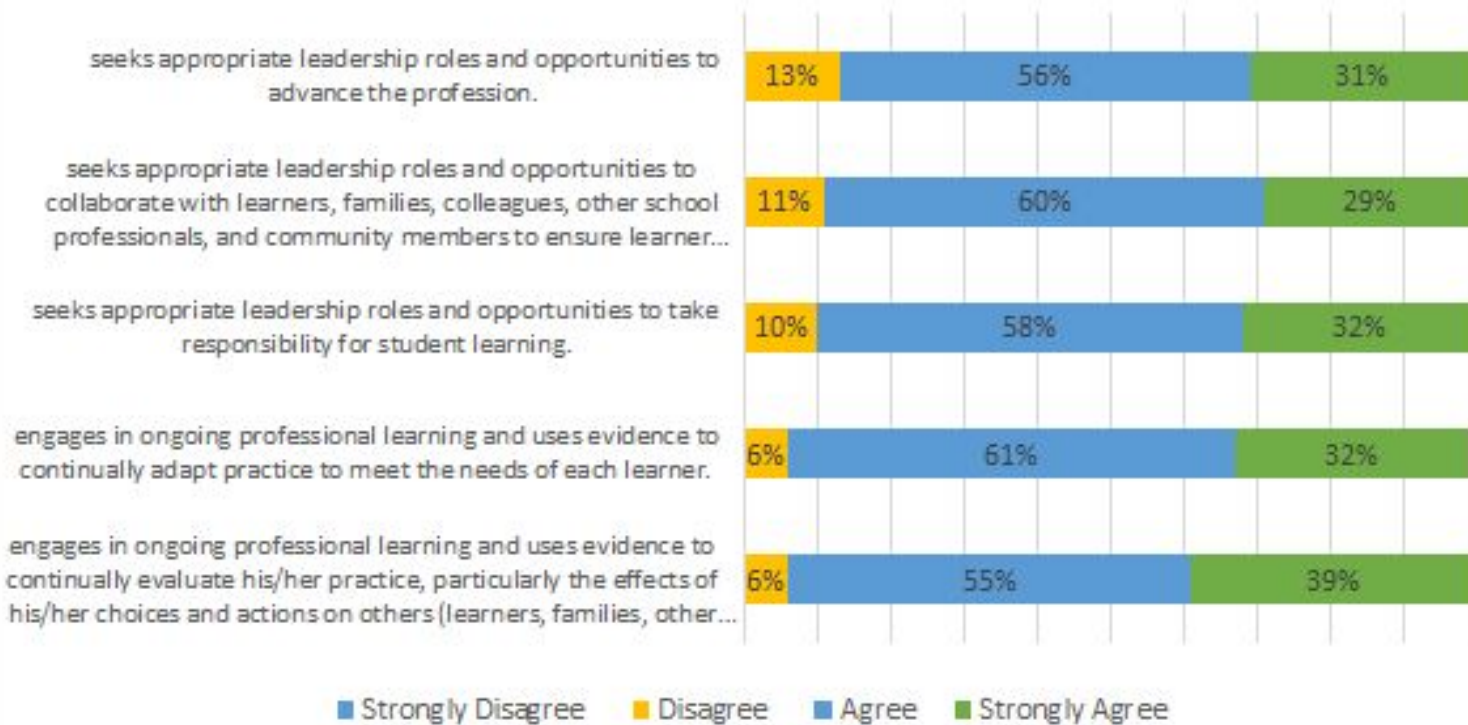 seeks appropriate leadership roles and opportunities to
advance the profession.
13% 56% 31%
seeks appropriate leadership roles and opportunities to
collaborate with learners, families, colleagues, other school
professionals, and community members to ensure learner...
11% 60% 29%
seeks appropriate leadership roles and opportunities to take
responsibility for student learning.
10% 58% 32%
engages in ongoing professional learning and uses evidence to
continually adapt practice to meet the needs of each learner.
6% 61% 32%
engages in ongoing professional learning and uses evidence to
continually evaluate his/her practice, particularly the effects of
his/her choices and actions on others (learners, families, other...
6% 55% 39%
Strongly Disagree Disagree Agree Strongly Agree